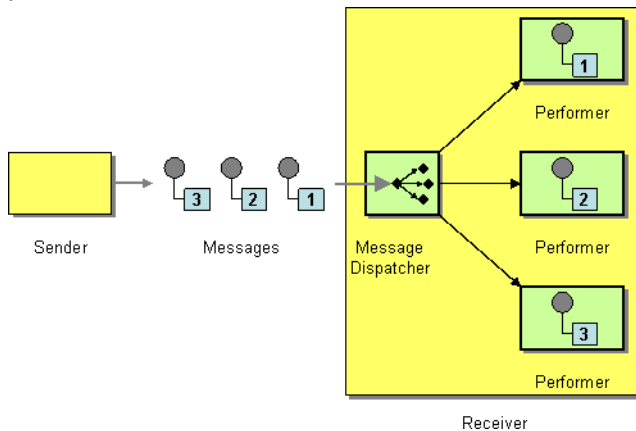 1
Performer
3 2 1
2
Sender
Messages
Message
Dispatcher
Performer
3
Performer
Receiver